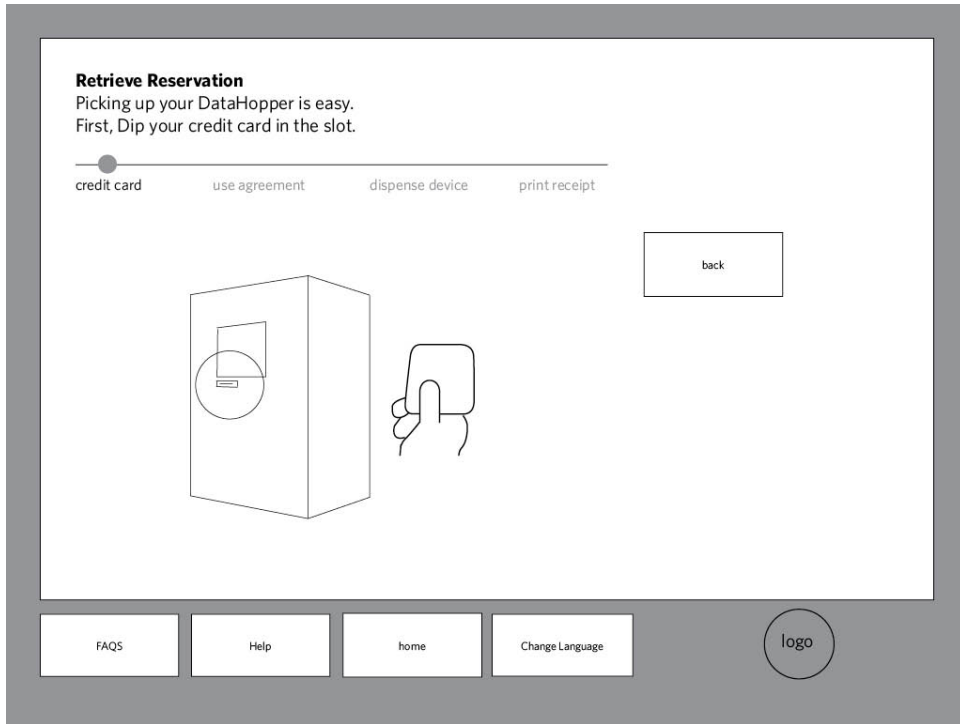 Retrieve Reservation
Picking up your DataHopper is easy.
First, Dip your credit card in the slot.
credit card
use agreement
dispense device
print receipt
back
FAQS
Help
home
Change Language
logo